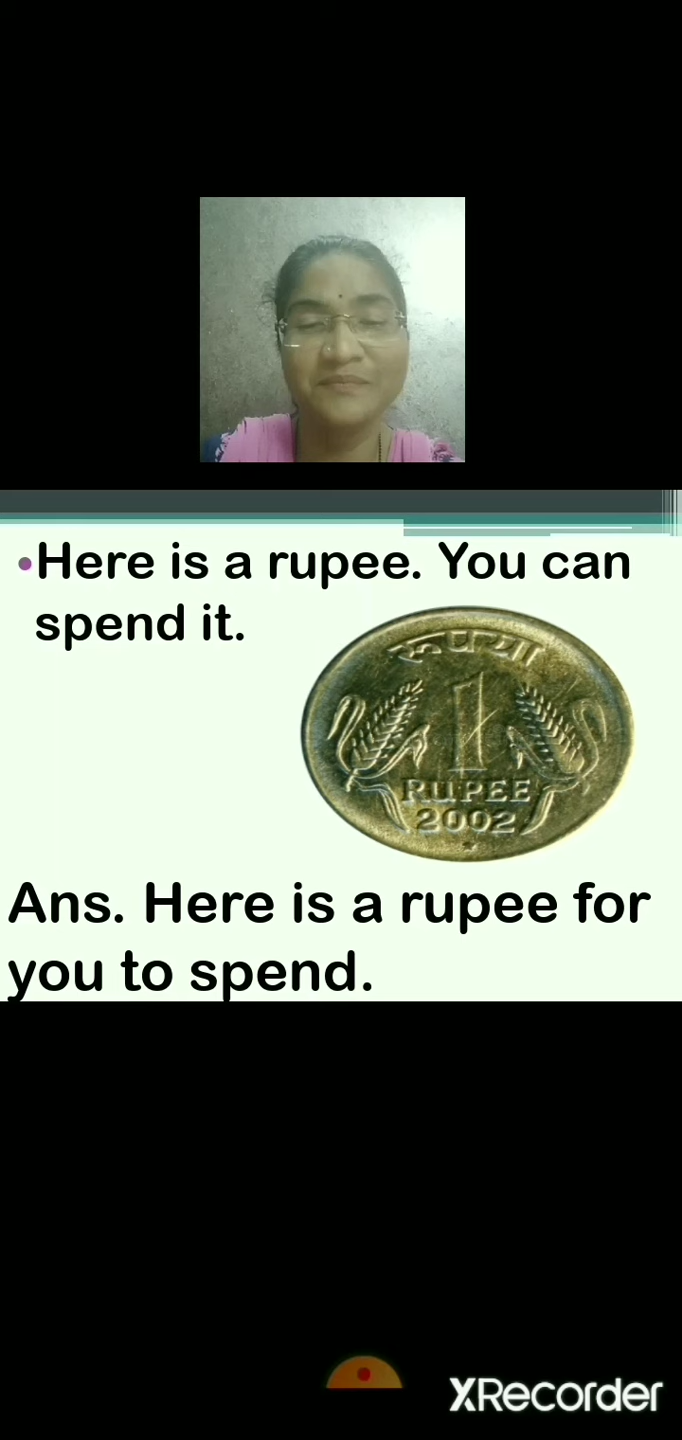 •Here is a rupee. You can
spend it.
रूपया
1
RUPEE
2002
Ans. Here is a rupee for
you to spend.
XRecorder